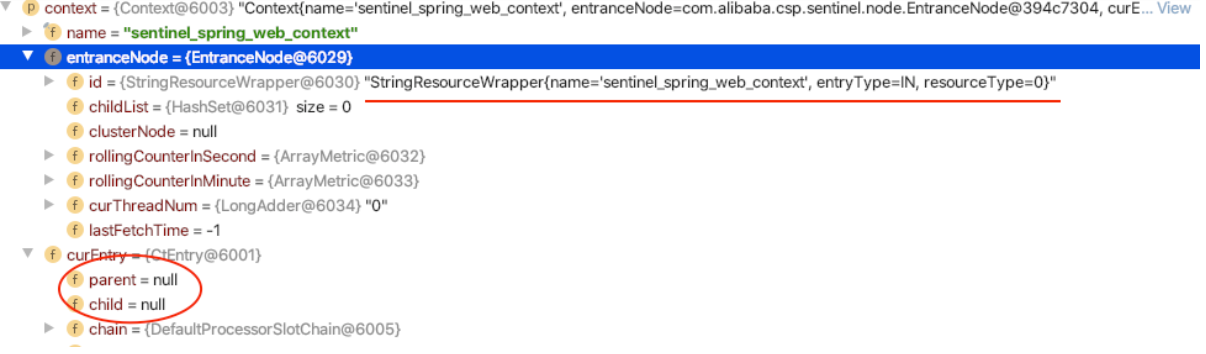 context = {Context@6003} "Context{name='sentinel_spring_web_context', entranceNode=com.alibaba.csp.sentinel.node.EntranceNode@394c7304, curE... View
name = "sentinel_spring_web_context"
entranceNode = {EntranceNode@6029}
id = {StringResourceWrapper@6030} "StringResourceWrapper{name='sentinel_spring_web_context', entryType=IN, resourceType=0}"
childList = {HashSet@6031} size = 0
clusterNode = null
rollingCounterInSecond = {ArrayMetric@6032}
rollingCounterInMinute = {ArrayMetric@6033}
curThreadNum = {LongAdder@6034} "0"
lastFetchTime = -1
curEntry = {CtEntry@6001}
parent = null
child = null
chain = {DefaultProcessorSlotChain@6005}